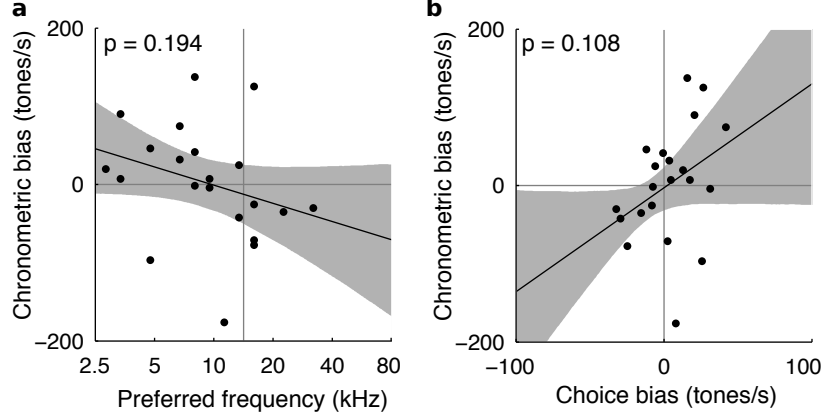 a
p = 0.194
Chronometric bias (tones/s)
200
0
−200
2.5 5 10 20 40 80
Preferred frequency (kHz)
b
p = 0.108
Chronometric bias (tones/s)
200
0
−200
−100 0 100
Choice bias (tones/s)